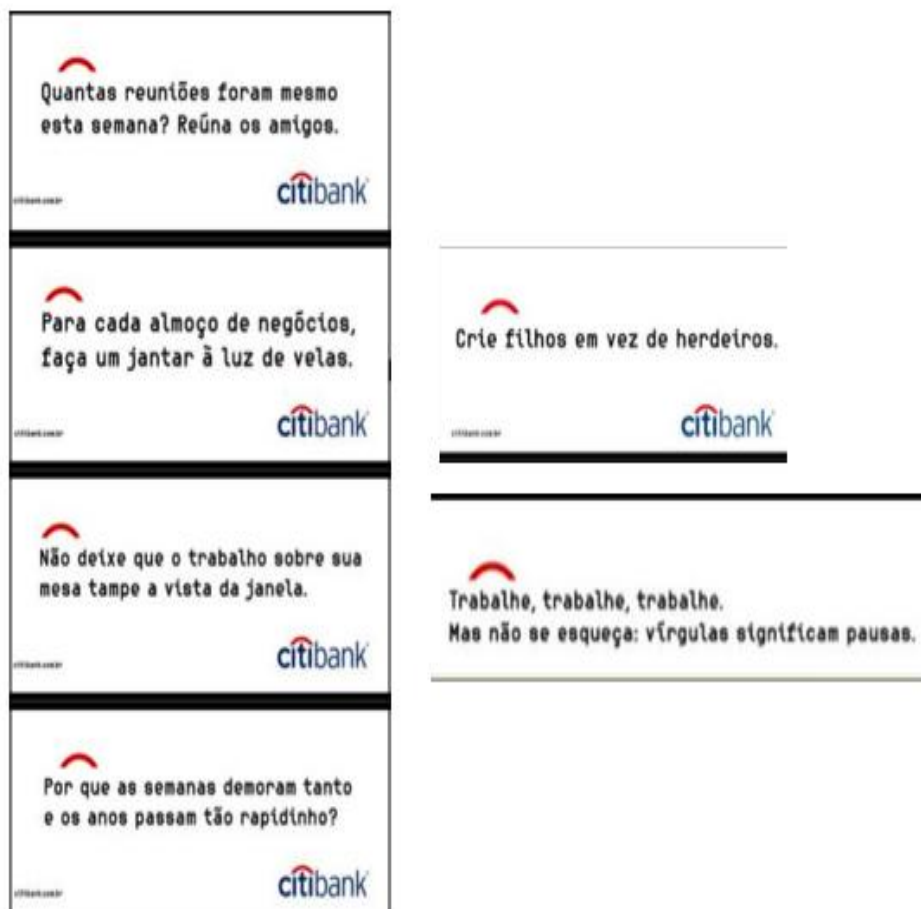 Quantas reuniões foram mesmo
esta semana? Reúna os amigos.
citibank
Para cada almoço de negócios,
faça um jantar à luz de velas.
citibank
Não deixe que o trabalho sobre sua
mesa tampe a vista da janela.
citibank
Por que as semanas demoram tanto
e os anos passam tão rapidinho?
citibank
Crie filhos em vez de herdeiros.
citibank
Trabalhe, trabalhe, trabalhe.
Mas não se esqueça: vírgulas significam pausas.